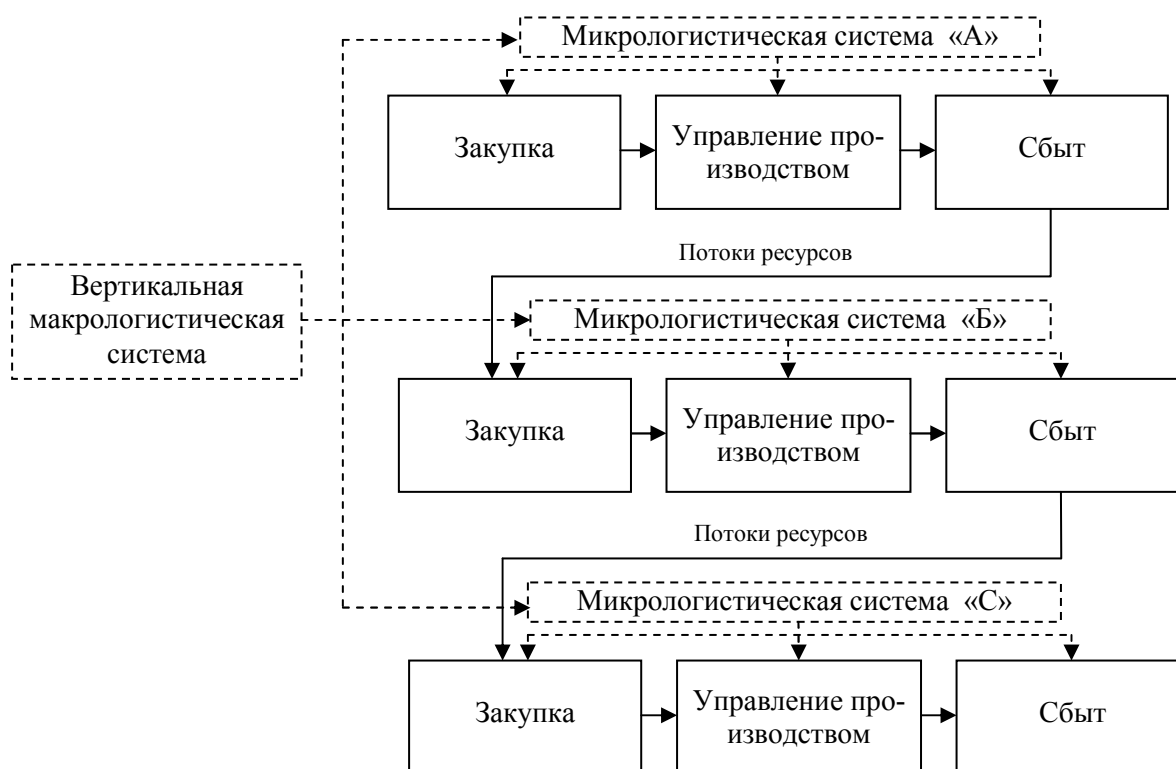 Микрологистическая система «А»
Закупка
Управление про-
изводством
Сбыт
Потоки ресурсов
Вертикальная
макрологистическая
система
Микрологистическая система «Б»
Закупка
Управление про-
изводством
Сбыт
Потоки ресурсов
Микрологистическая система «С»
Закупка
Управление про-
изводством
Сбыт